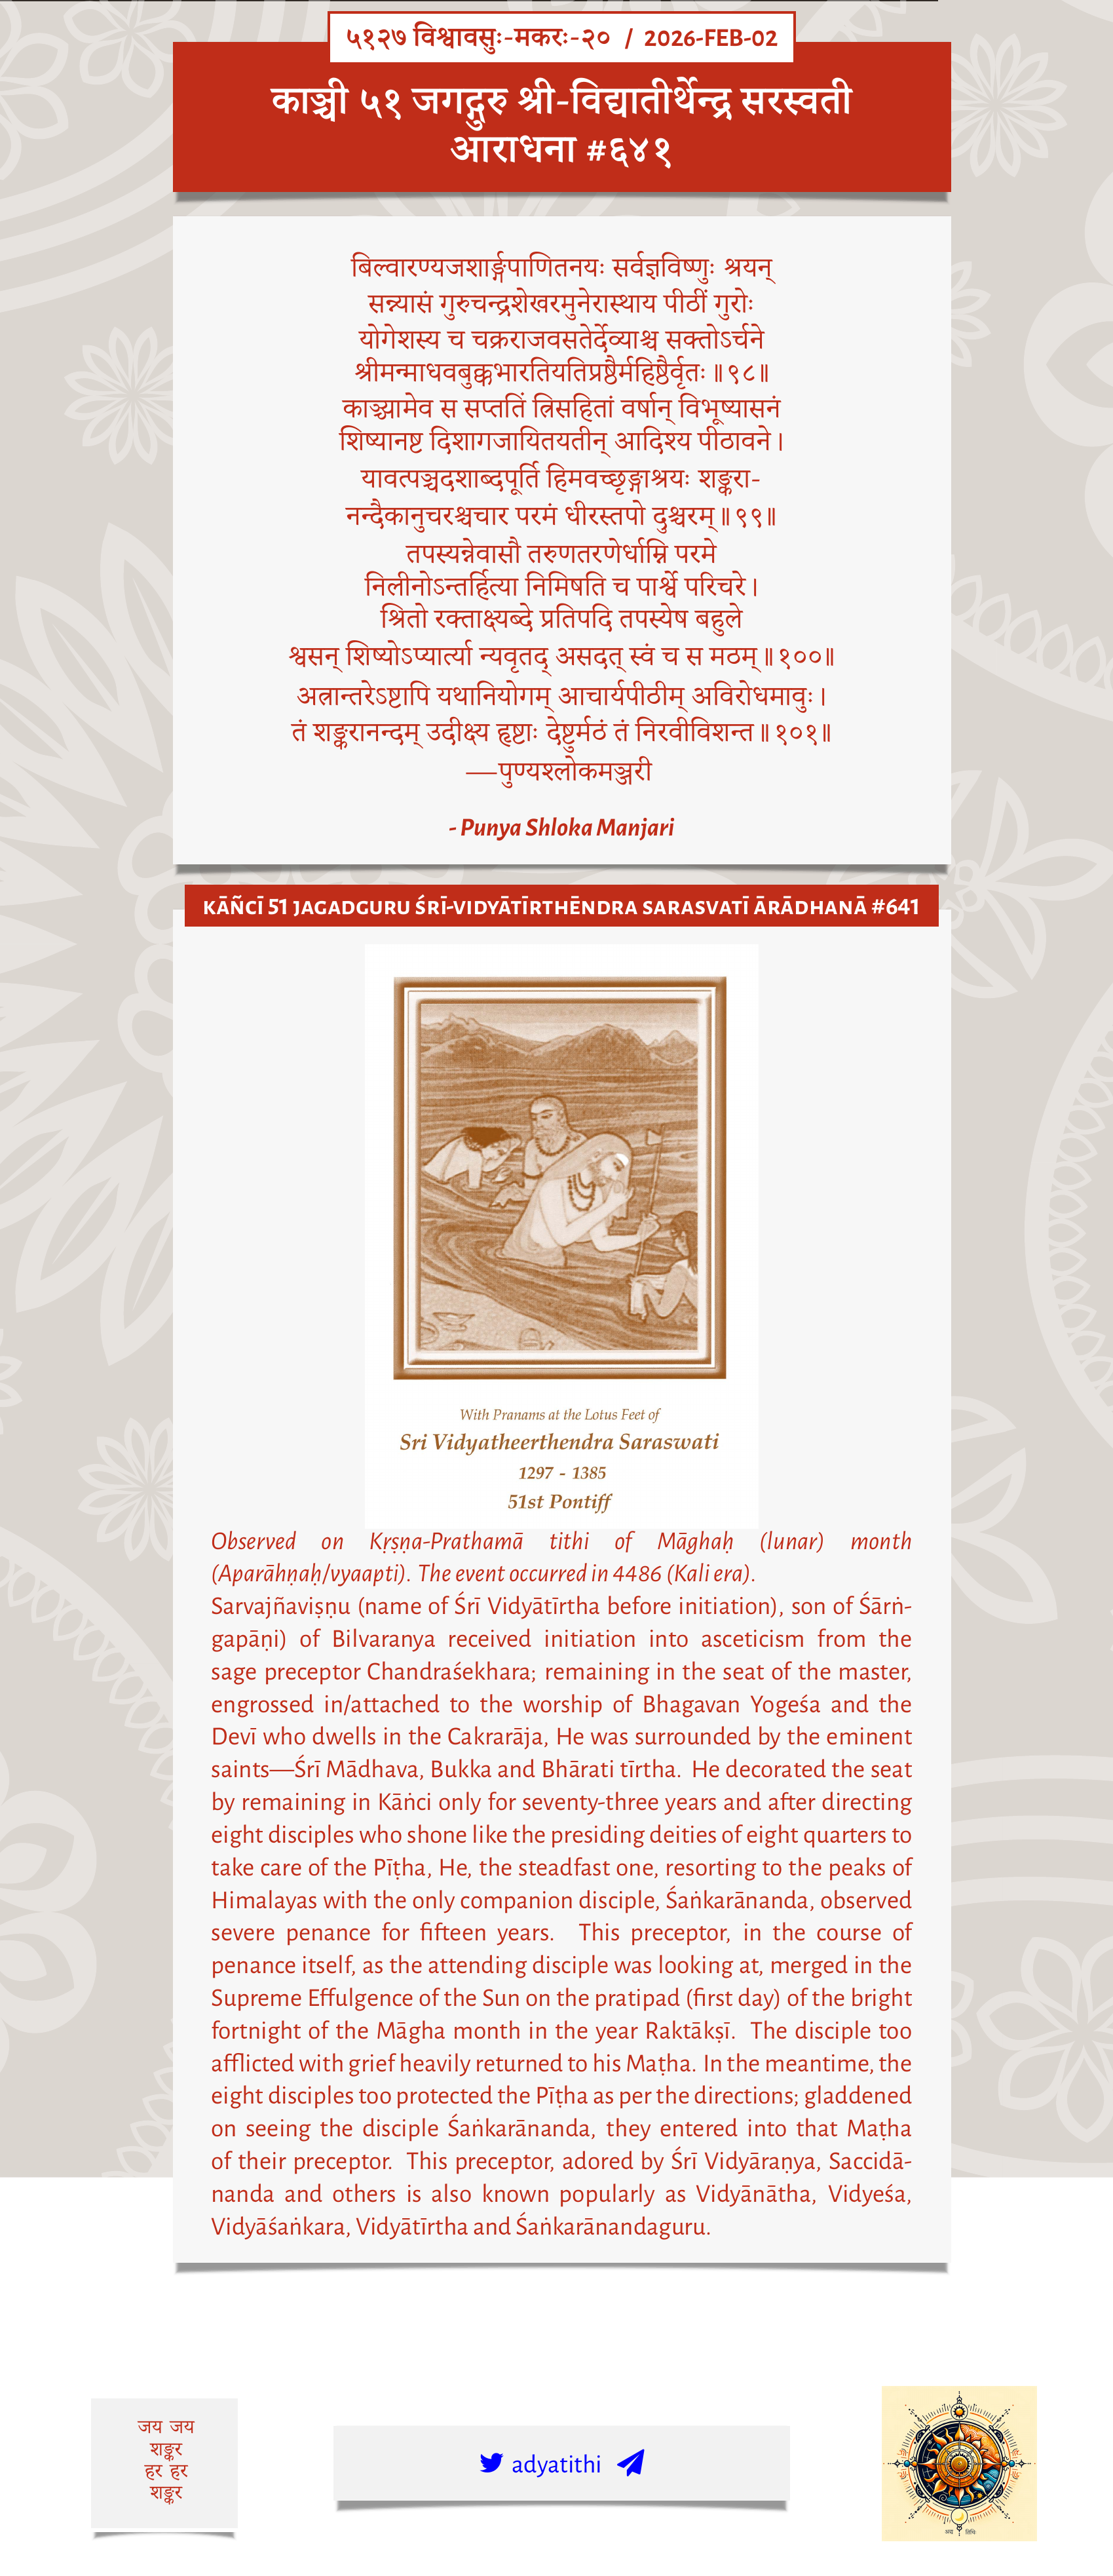 ५१२७ विश्वावसुः-मकरः-२० / 2026-FEB-02
काञ्ची ५१ जगद्गुरु श्री-विद्यातीर्थेन्द्र सरस्वती
आराधना #६४१
बिल्वारण्यजशार्ङ्गपाणितनयः सर्वज्ञविष्णुः श्रयन्
सन्न्यासं गुरुचन्द्रशेखरमुनेरास्थाय पीठीं गुरोः
योगेशस्य च चक्रराजवसतेर्देव्याश्च सक्तोऽर्चने
श्रीमन्माधवबुक्कभारतियतिप्रष्ठैर्महिष्ठैर्वृतः॥९८॥
काञ्च्यामेव स सप्ततिं त्रिसहितां वर्षान् विभूष्यासनं
शिष्यानष्ट दिशागजायितयतीन् आदिश्य पीठावने।
यावत्पञ्चदशाब्दपूर्ति हिमवच्छृङ्गाश्रयः शङ्करा-
नन्दैकानुचरश्चचार परमं धीरस्तपो दुश्चरम्॥९९॥
तपस्यन्नेवासौ तरुणतरणेर्धाम्नि परमे
निलीनोऽन्तर्हित्या निमिषति च पार्श्वे परिचरे।
श्रितो रक्ताक्ष्यब्दे प्रतिपदि तपस्येष बहुले
श्वसन् शिष्योऽप्यार्त्या न्यवृतद् असदत् स्वं च स मठम्॥१००॥
अत्रान्तरेऽष्टापि यथानियोगम् आचार्यपीठीम् अविरोधमावुः।
तं शङ्करानन्दम् उदीक्ष्य हृष्टाः देष्टुर्मठं तं निरवीविशन्त॥१०१॥
—पुण्यश्लोकमञ्जरी
- Punya Shloka Manjari
KĀÑCĪ 51 JAGADGURU ŚRĪ-VIDYĀTĪRTHĒNDRA SARASVATĪ ĀRĀDHANĀ #641
With Pranams at the Lotus Feet of
Sri Vidyatheerthendra Saraswati
1297 - 1385
51st Pontiff
Observed on Kṛṣṇa-Prathamā tithi of Māghaḥ (lunar) month
(Aparāhṇaḥ/vyaapti). The event occurred in 4486 (Kali era).
Sarvajñaviṣṇu (name of Śrī Vidyātīrtha before initiation), son of Śārṅ-
gapāṇi) of Bilvaranya received initiation into asceticism from the
sage preceptor Chandraśekhara; remaining in the seat of the master,
engrossed in/attached to the worship of Bhagavan Yogeśa and the
Devī who dwells in the Cakrarāja, He was surrounded by the eminent
saints—Śrī Mādhava, Bukka and Bhārati tīrtha. He decorated the seat
by remaining in Kāṅci only for seventy-three years and after directing
eight disciples who shone like the presiding deities of eight quarters to
take care of the Pīṭha, He, the steadfast one, resorting to the peaks of
Himalayas with the only companion disciple, Śaṅkarānanda, observed
severe penance for fifteen years. This preceptor, in the course of
penance itself, as the attending disciple was looking at, merged in the
Supreme Effulgence of the Sun on the pratipad (first day) of the bright
fortnight of the Māgha month in the year Raktākṣī. The disciple too
afflicted with grief heavily returned to his Maṭha. In the meantime, the
eight disciples too protected the Pīṭha as per the directions; gladdened
on seeing the disciple Śaṅkarānanda, they entered into that Maṭha
of their preceptor. This preceptor, adored by Śrī Vidyāraṇya, Saccidā-
nanda and others is also known popularly as Vidyānātha, Vidyeśa,
Vidyāśaṅkara, Vidyātīrtha and Śaṅkarānandaguru.
जय जय
शङ्कर
हर हर
शङ्कर
adyatithi